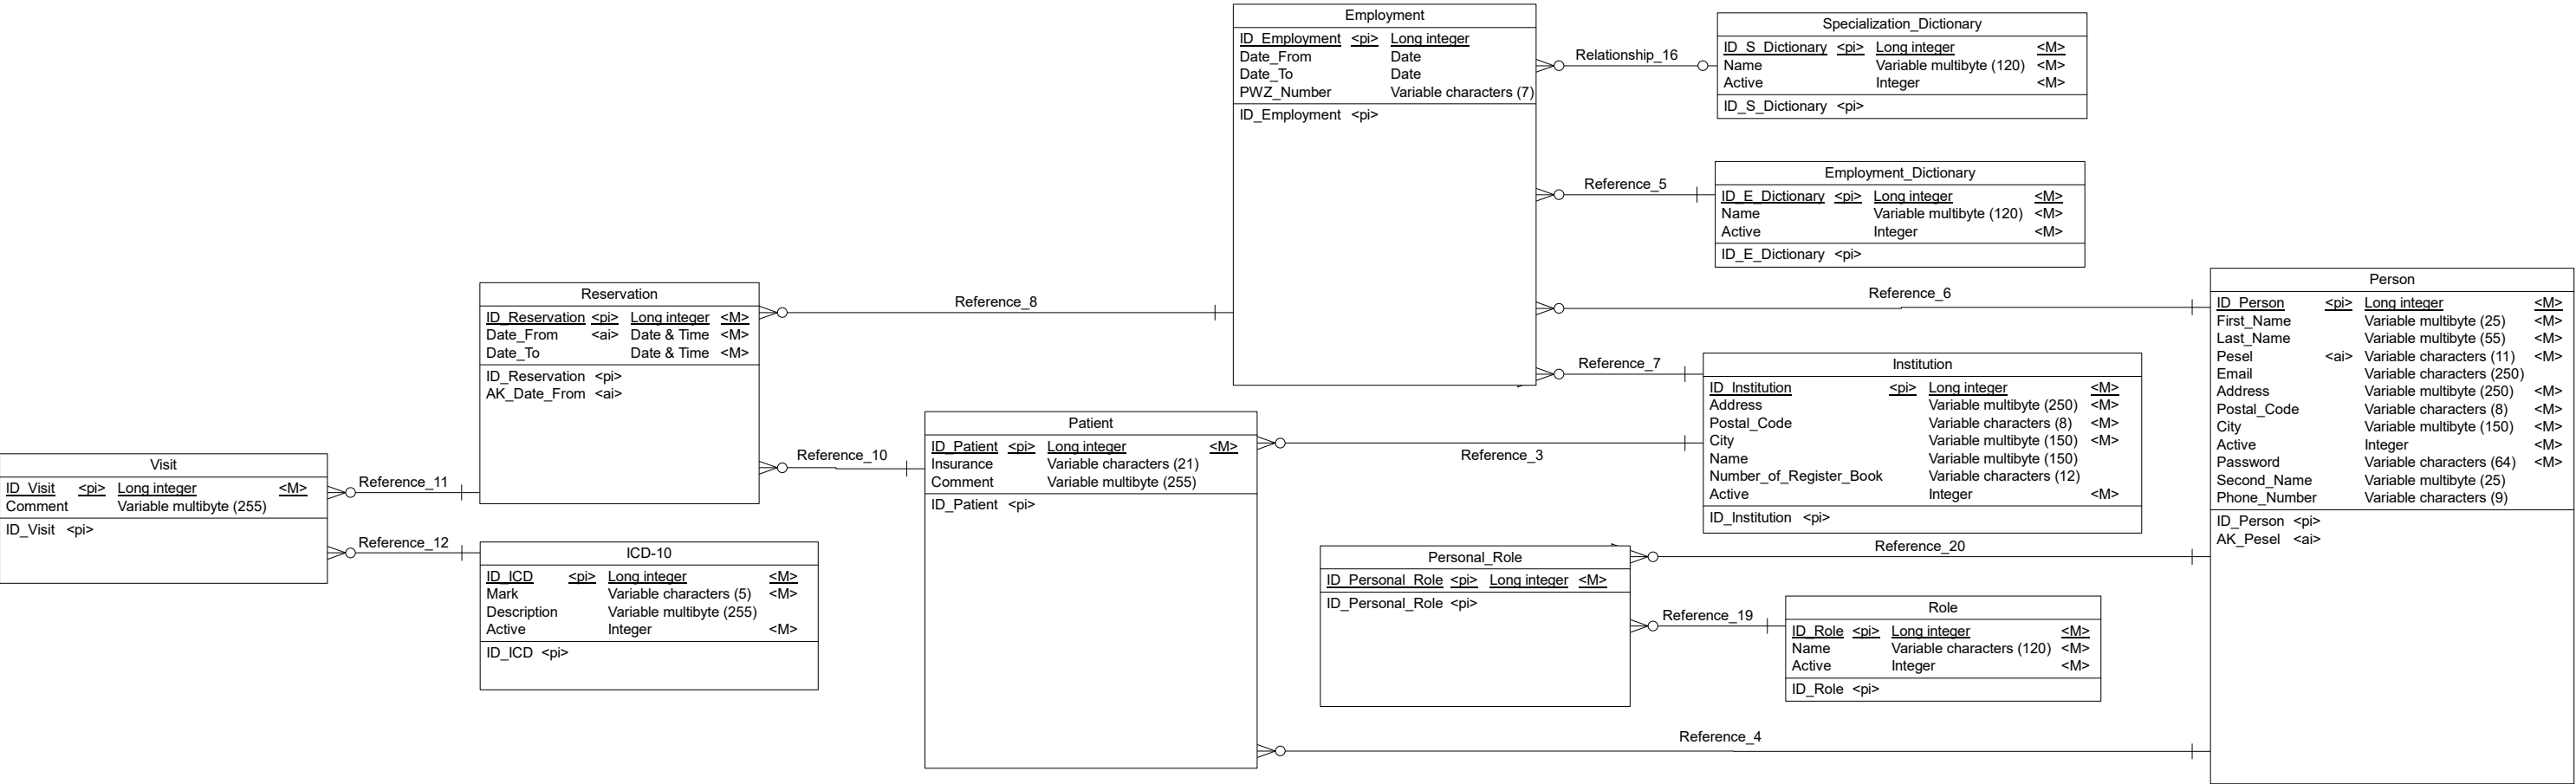 Employment
ID_Employment <pi> Long integer
Date_From Date
Date_To Date
PWZ_Number Variable characters (7)
ID_Employment <pi>
Relationship_16
Specialization_Dictionary
ID_S_Dictionary <pi> Long integer <M>
Name Variable multibyte (120) <M>
Active Integer <M>
ID_S_Dictionary <pi>
Reference_5
Employment_Dictionary
ID_E_Dictionary <pi> Long integer <M>
Name Variable multibyte (120) <M>
Active Integer <M>
ID_E_Dictionary <pi>
Reservation
ID_Reservation <pi> Long integer <M>
Date_From <ai> Date & Time <M>
Date_To Date & Time <M>
ID_Reservation <pi>
AK_Date_From <ai>
Reference_8
Reference_6
Person
ID_Person <pi> Long integer <M>
First_Name Variable multibyte (25) <M>
Last_Name Variable multibyte (55) <M>
Pesel <ai> Variable characters (11) <M>
Email Variable characters (250)
Address Variable multibyte (250) <M>
Postal_Code Variable characters (8) <M>
City Variable multibyte (150) <M>
Active Integer <M>
Password Variable characters (64) <M>
Second_Name Variable multibyte (25)
Phone_Number Variable characters (9)
ID_Person <pi>
AK_Pesel <ai>
Reference_7
Institution
ID_Institution <pi> Long integer <M>
Address Variable multibyte (250) <M>
Postal_Code Variable characters (8) <M>
City Variable multibyte (150) <M>
Name Variable multibyte (150)
Number_of_Register_Book Variable characters (12)
Active Integer <M>
ID_Institution <pi>
Reference_10
Patient
ID_Patient <pi> Long integer <M>
Insurance Variable characters (21)
Comment Variable multibyte (255)
ID_Patient <pi>
Reference_3
Visit
ID_Visit <pi> Long integer <M>
Comment Variable multibyte (255)
ID_Visit <pi>
Reference_11
Reference_12
ICD-10
ID_ICD <pi> Long integer <M>
Mark Variable characters (5) <M>
Description Variable multibyte (255)
Active Integer <M>
ID_ICD <pi>
Personal_Role
ID_Personal_Role <pi> Long integer <M>
ID_Personal_Role <pi>
Reference_20
Reference_19
Role
ID_Role <pi> Long integer <M>
Name Variable characters (120) <M>
Active Integer <M>
ID_Role <pi>
Reference_4